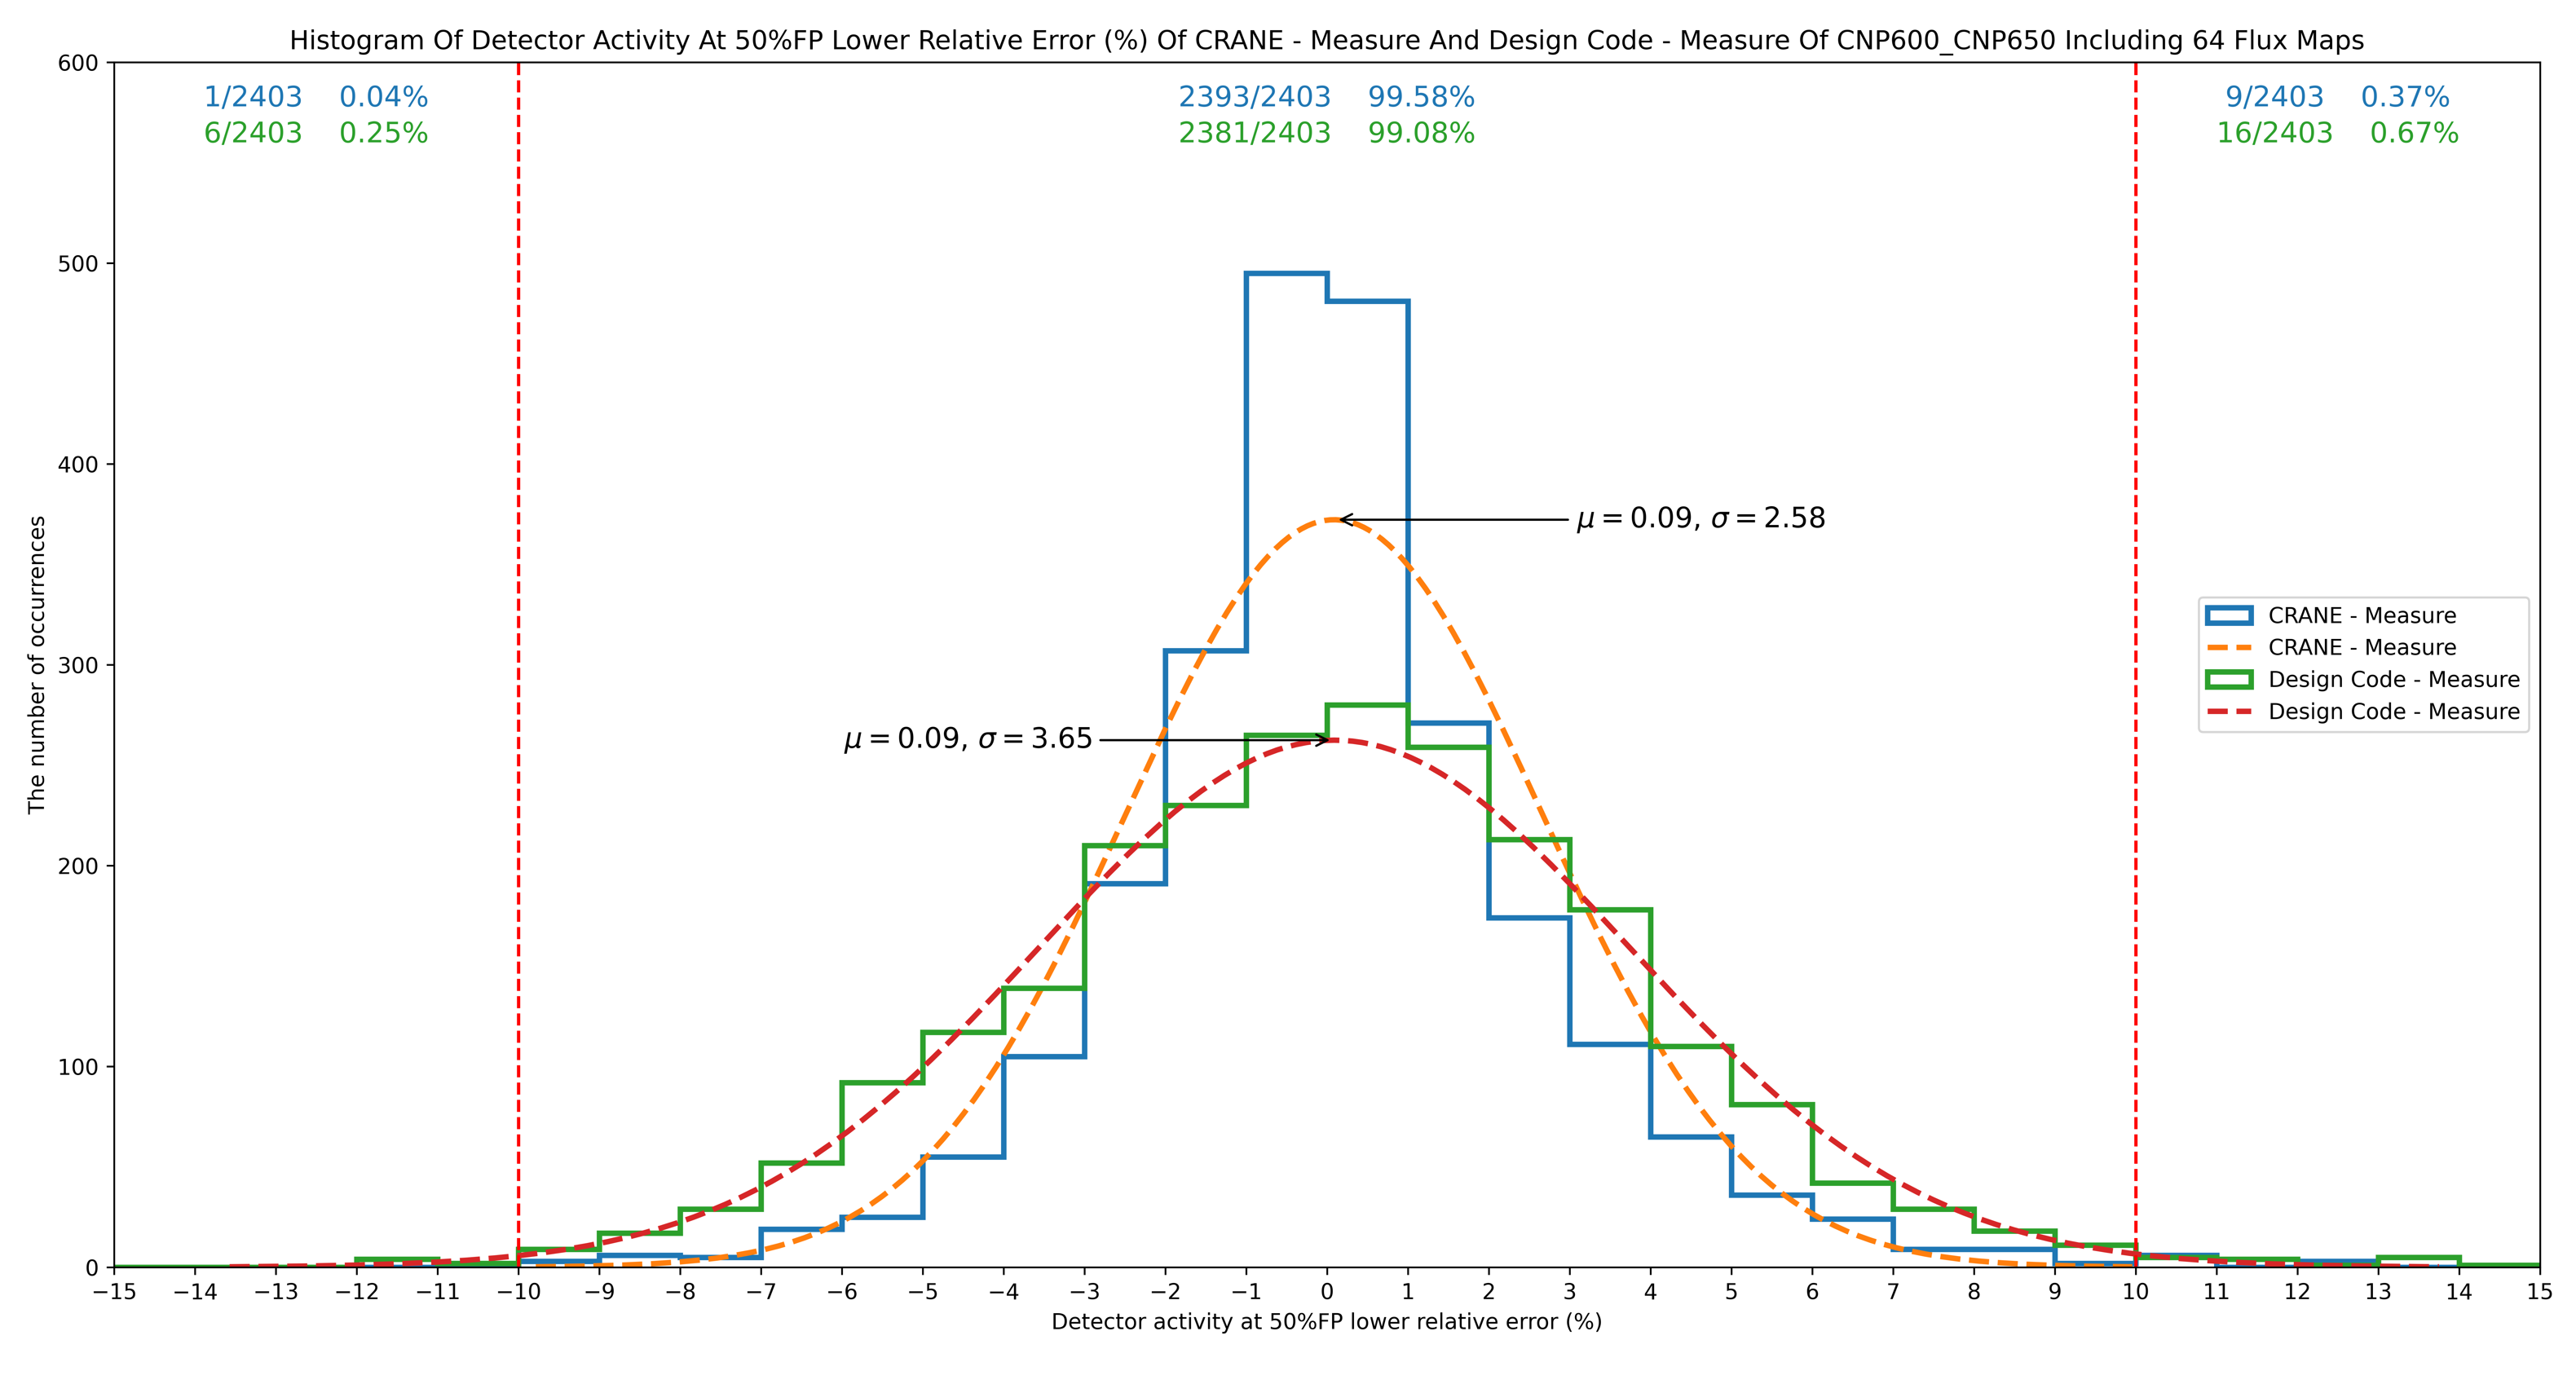 Histogram Of Detector Activity At 50%FP Lower Relative Error (%) Of CRANE - Measure And Design Code - Measure Of CNP600_CNP650 Including 64 Flux Maps
1/2403 0.04%
6/2403 0.25%
2393/2403 99.58%
2381/2403 99.08%
9/2403 0.37%
16/2403 0.67%
600
500
400
300
200
100
0
The number of occurrences
μ = 0.09, σ = 2.58
μ = 0.09, σ = 3.65
CRANE - Measure
CRANE - Measure
Design Code - Measure
Design Code - Measure
−15 −14 −13 −12 −11 −10 −9 −8 −7 −6 −5 −4 −3 −2 −1 0 1 2 3 4 5 6 7 8 9 10 11 12 13 14 15
Detector activity at 50%FP lower relative error (%)